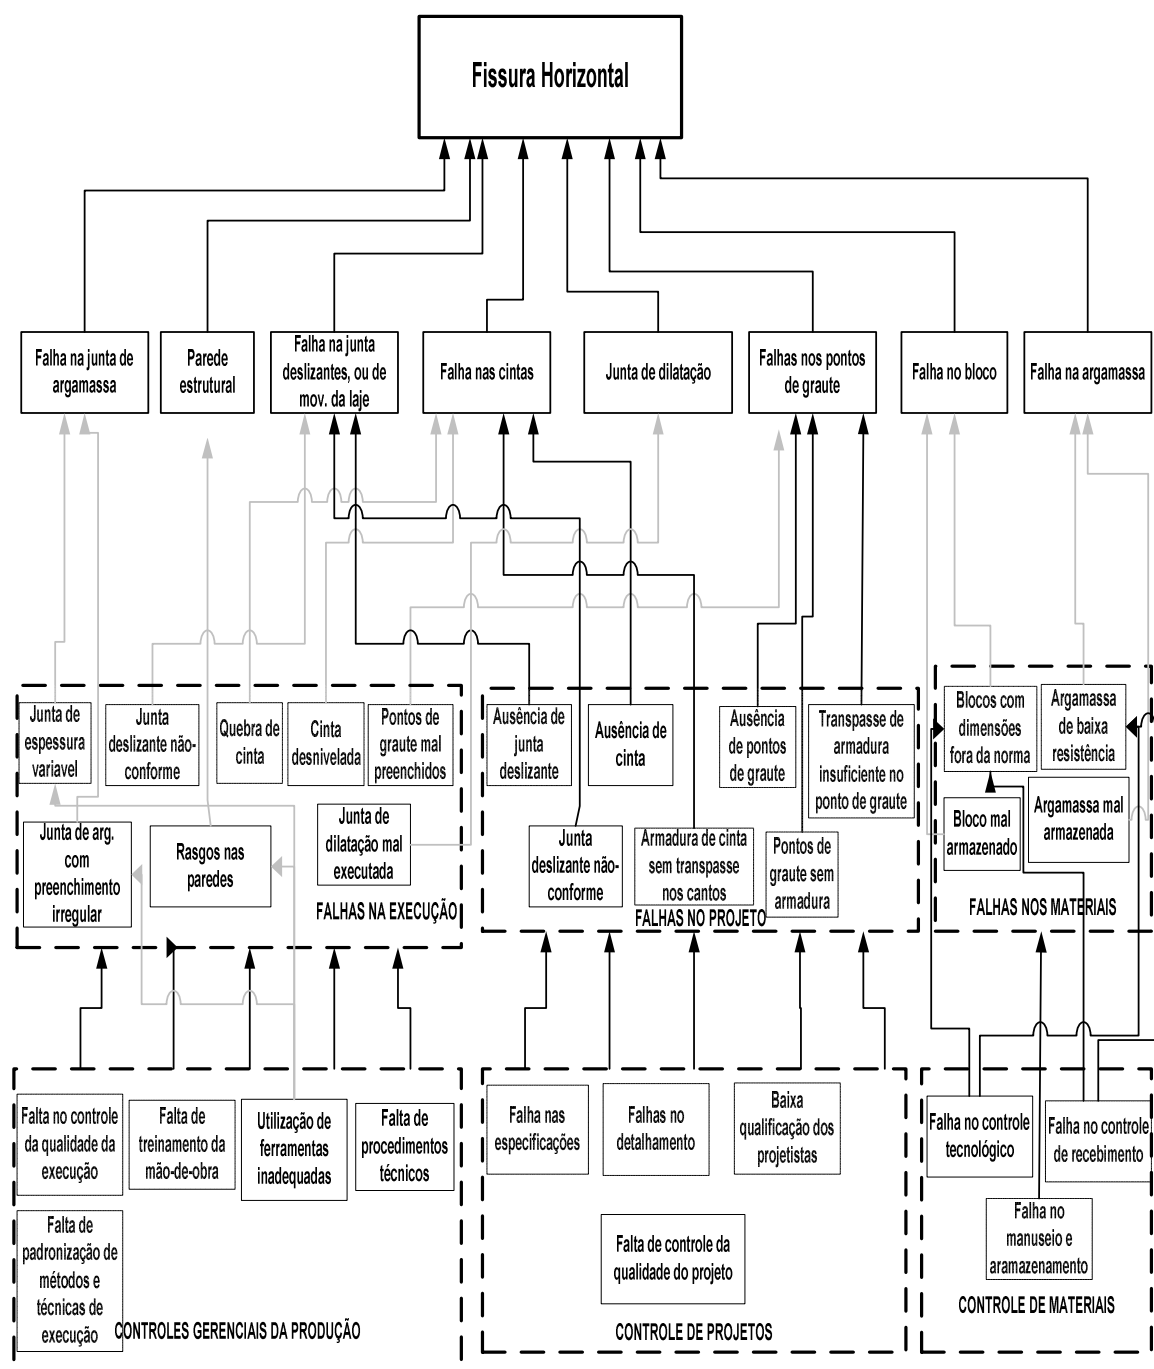 Fissura Horizontal
Falha na junta de
argamassa
Parede
estrutural
Falha na junta
deslizantes, ou de
mov. da laje
Falha nas cintas
Junta de dilatação
Falhas nos pontos
de graute
Falha no bloco
Falha na argamassa
Junta de
espessura
variavel
Junta
deslizante não-
conforme
Quebra de
cinta
Cinta
desnivelada
Pontos de
graute mal
preenchidos
Junta de arg.
com
preenchimento
irregular
Rasgos nas
paredes
Junta de
dilatação mal
executada
FALHAS NA EXECUÇÃO
Ausência de
junta
deslizante
Ausência de
cinta
Ausência
de pontos
de graute
Transpasse de
armadura
insuficiente no
ponto de graute
Junta
deslizante não-
conforme
Armadura de cinta
sem transpasse
nos cantos
Pontos de
graute sem
armadura
FALHAS NO PROJETO
Blocos com
dimensões
fora da norma
Argamassa
de baixa
resistência
Bloco mal
armazenado
Argamassa mal
armazenada
FALHAS NOS MATERIAIS
Falta no controle
da qualidade da
execução
Falta de
treinamento da
mão-de-obra
Utilização de
ferramentas
inadequadas
Falta de
procedimentos
técnicos
Falta de
padronização de
métodos e
técnicas de
execução
CONTROLES GERENCIAIS DA PRODUÇÃO
Falha nas
especificações
Falhas no
detalhamento
Baixa
qualificação dos
projetistas
Falta de controle da
qualidade do projeto
CONTROLE DE PROJETOS
Falha no controle
tecnológico
Falha no controle
de recebimento
Falha no
manuseio e
aramazenamento
CONTROLE DE MATERIAIS